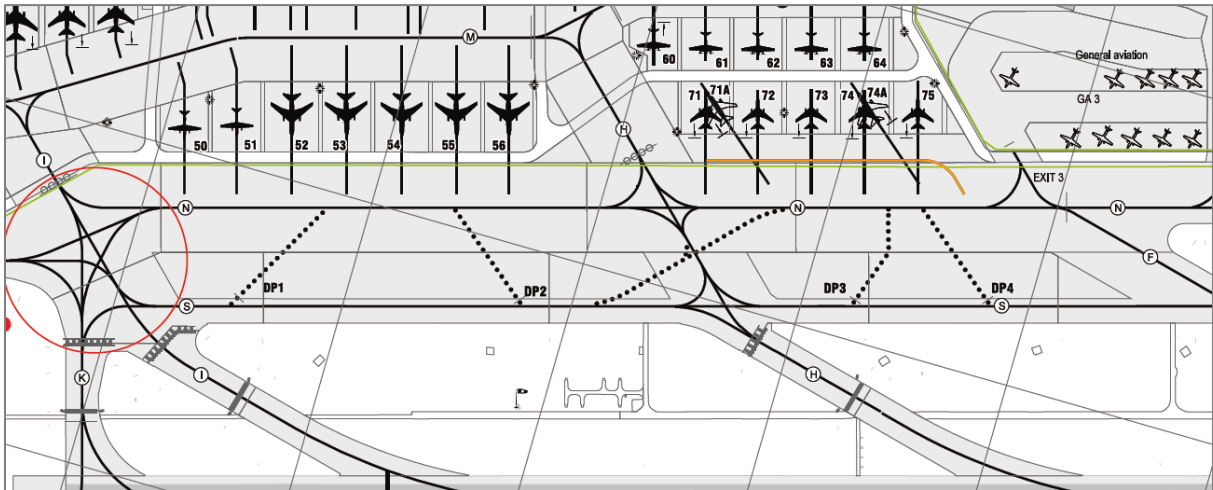 M
60
61
62
63
64
General aviation
GA 3
71
71A
72
73
74
74A
75
50
51
52
53
54
55
56
H
I
EXIT 3
N
N
N
F
DP1
DP2
DP3
DP4
S
S
K
I
H